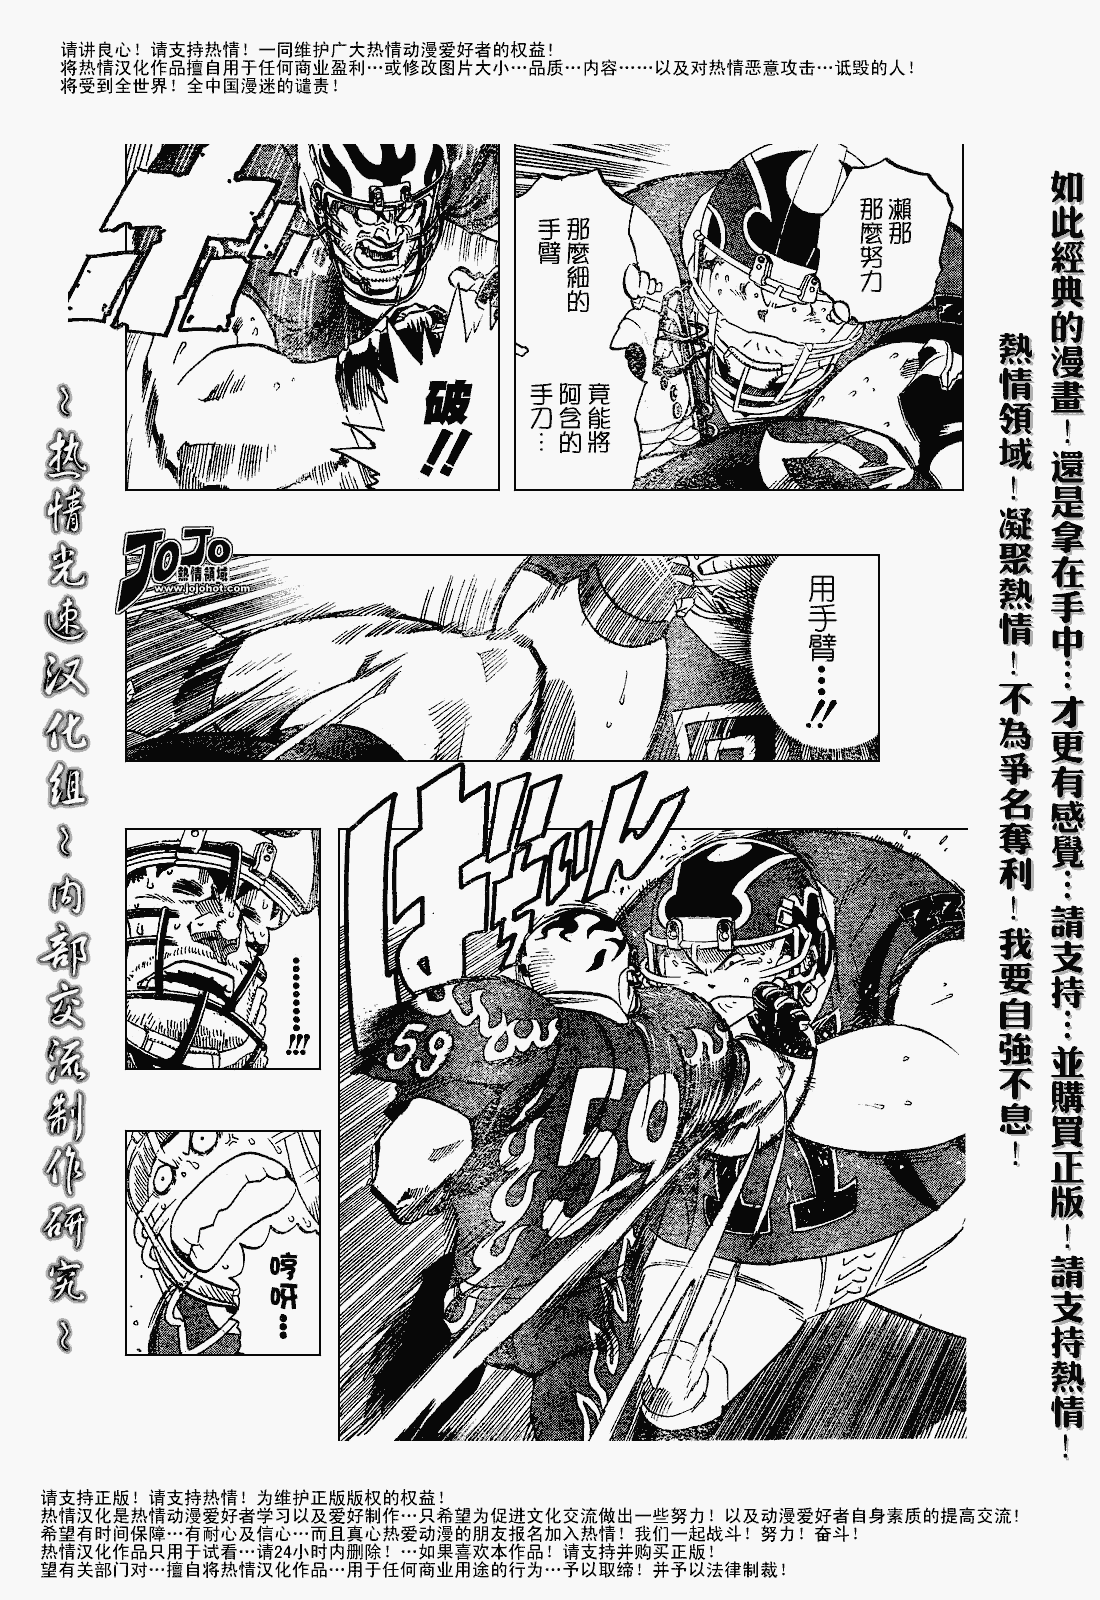 请讲良心！请支持热情！一同维护广大热情动漫爱好者的权益！
将热情汉化作品擅自用于任何商业盈利…或修改图片大小…品质…内容……以及对热情恶意攻击…诋毁的人！
将受到全世界！全中国漫迷的谴责！
如此經典的漫畫！還是拿在手中…才更有感覺…請支持…並購買正版！請支持熱情！
熱情領域！凝聚熱情！不為爭名奪利！我要自強不息！
瀨那
那麼努力
那麼細的
手臂
竟能將
阿含的
手刀…
破!!
用手臂…!!
JOJO
熱情領域
www.jojohot.com
ばちゅいん
59
59
71
………!!!
哼呀…
～热情光速汉化组～内部交流制作研究～
请支持正版！请支持热情！为维护正版版权的权益！
热情汉化是热情动漫爱好者学习以及爱好制作…只希望为促进文化交流做出一些努力！以及动漫爱好者自身素质的提高交流！
希望有时间保障…有耐心及信心…而且真心热爱动漫的朋友报名加入热情！我们一起战斗！努力！奋斗！
热情汉化作品只用于试看…请24小时内删除！…如果喜欢本作品！请支持并购买正版！
望有关部门对…擅自将热情汉化作品…用于任何商业用途的行为…予以取缔！并予以法律制裁！